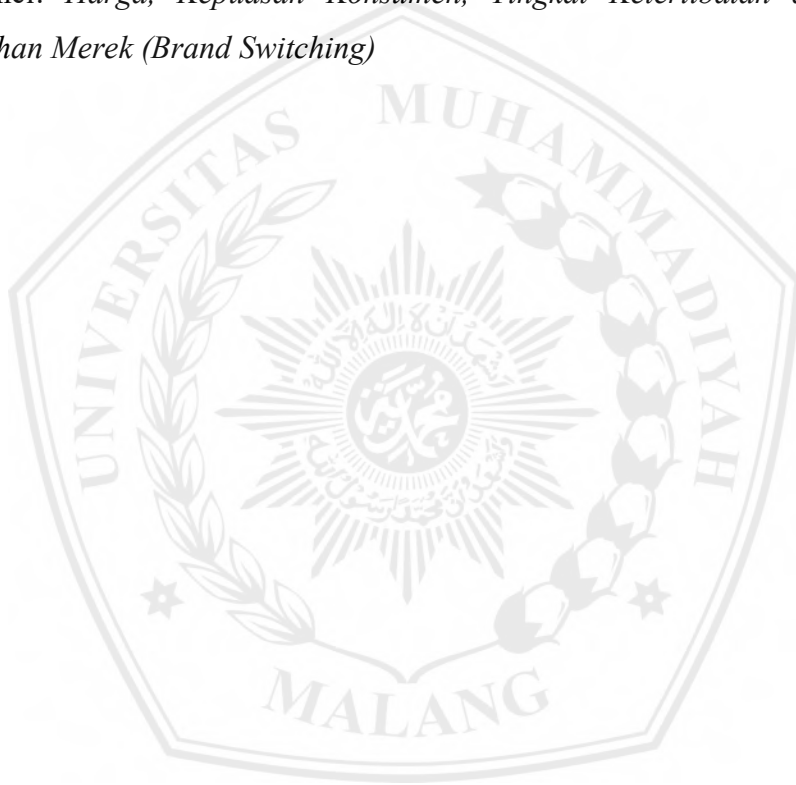 Harga, Kepuasan Konsumen, Tingkat Keterlibatan
han Merek (Brand Switching)
UNIVERSITAS MUHAMMADIYAH
MALANG